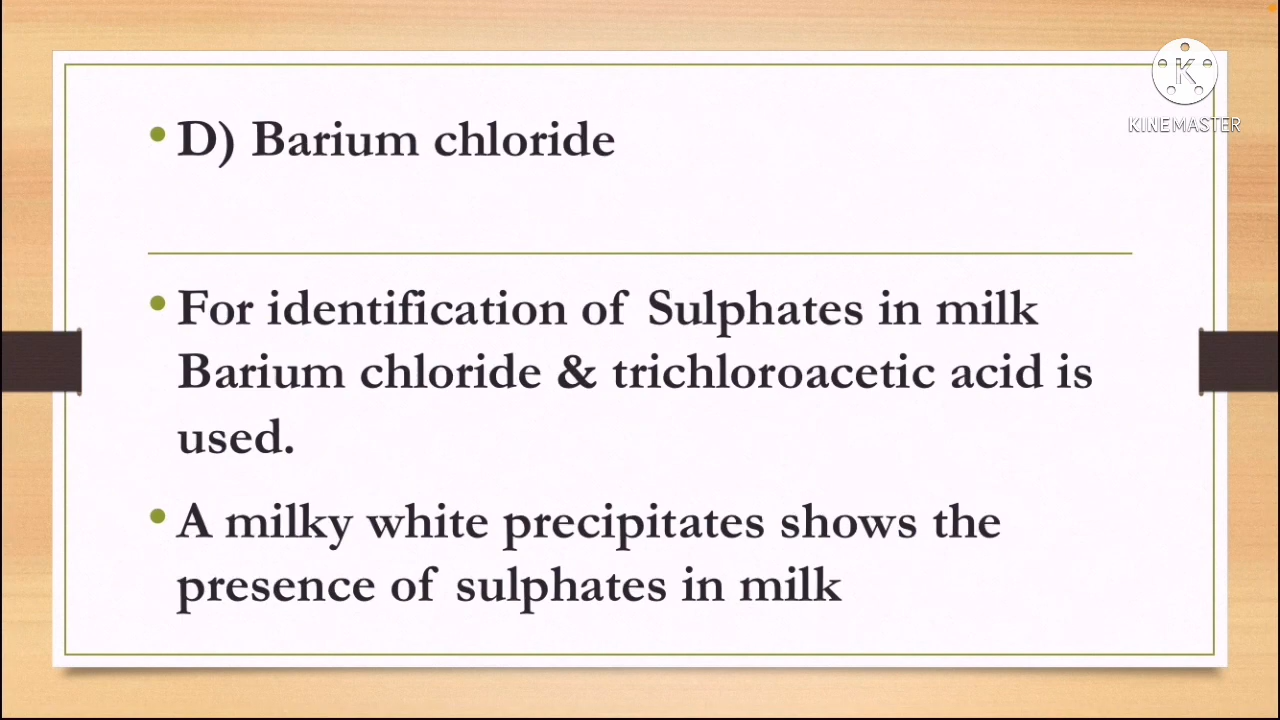 • D) Barium chloride
K
KINEMASTER
• For identification of Sulphates in milk
Barium chloride & trichloroacetic acid is
used.
• A milky white precipitates shows the
presence of sulphates in milk